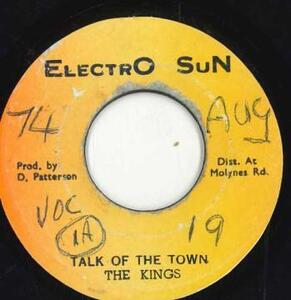 ELECTRO SUN
74 AUG
Prod. by
D. Patterson
Dist. At
Molynes Rd.
VOC
1A
19
TALK OF THE TOWN
THE KINGS